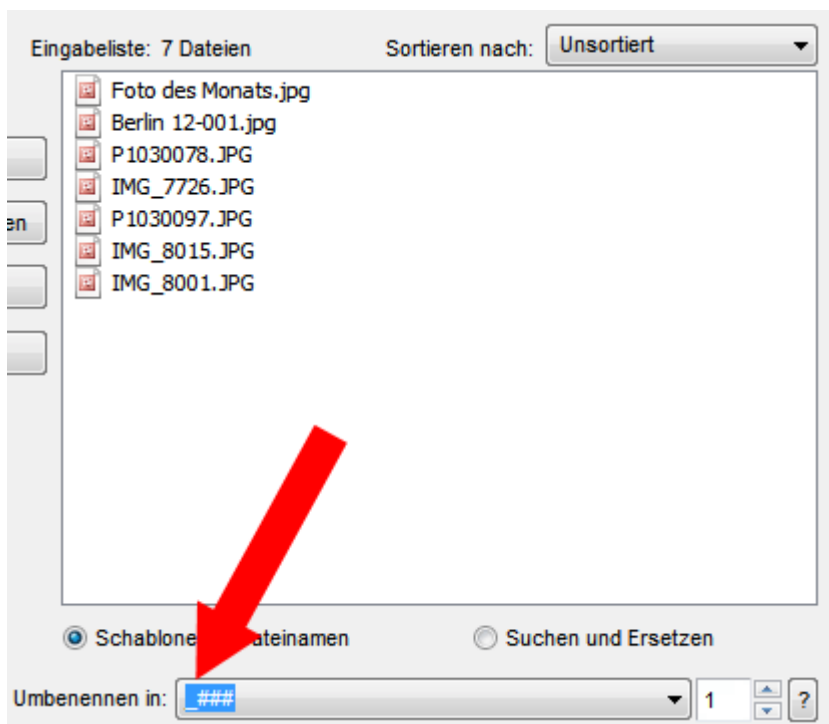 Eingabeliste: 7 Dateien Sortieren nach: Unsortiert
Foto des Monats.jpg
Berlin 12-001.jpg
P1030078.JPG
IMG_7726.JPG
en P1030097.JPG
IMG_8015.JPG
IMG_8001.JPG
Schablone ateinamen Suchen und Ersetzen
Umbenennen in: _### 1 ?